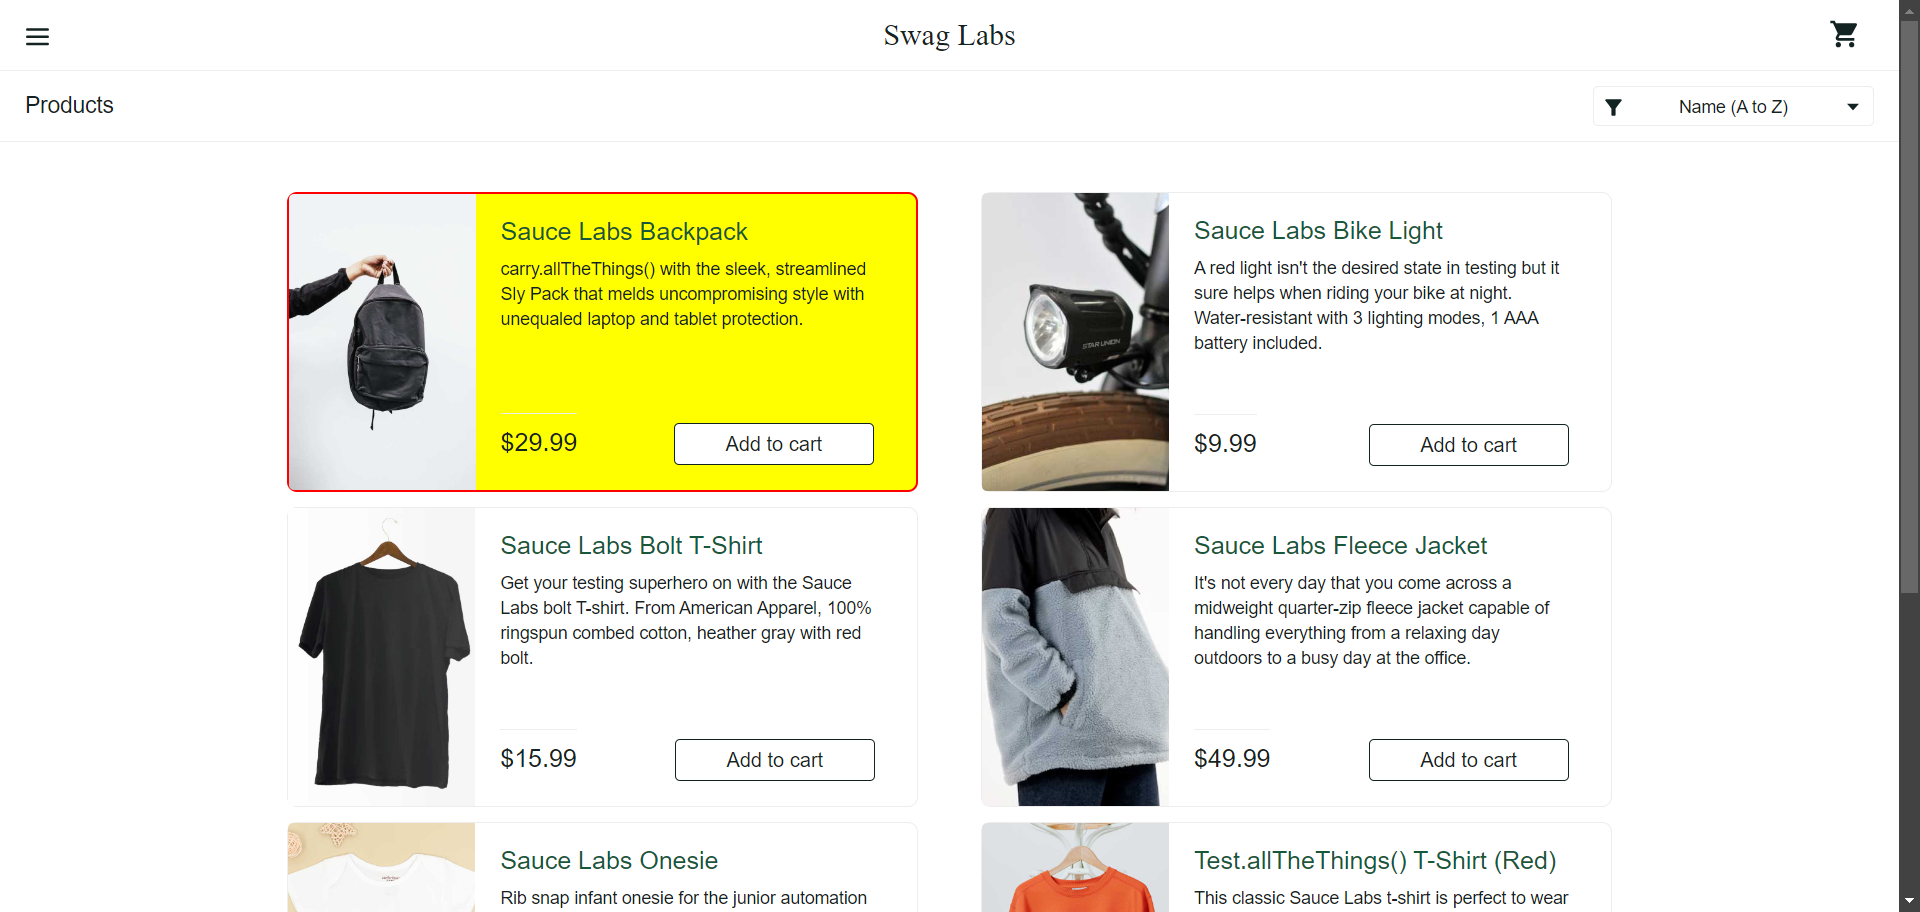 Swag Labs
Products
Name (A to Z)
Sauce Labs Backpack
carry.allTheThings() with the sleek, streamlined
Sly Pack that melds uncompromising style with
unequaled laptop and tablet protection.
$29.99
Add to cart
Sauce Labs Bike Light
A red light isn't the desired state in testing but it
sure helps when riding your bike at night.
Water-resistant with 3 lighting modes, 1 AAA
battery included.
STAR UNION
$9.99
Add to cart
Sauce Labs Bolt T-Shirt
Get your testing superhero on with the Sauce
Labs bolt T-shirt. From American Apparel, 100%
ringspun combed cotton, heather gray with red
bolt.
$15.99
Add to cart
Sauce Labs Fleece Jacket
It's not every day that you come across a
midweight quarter-zip fleece jacket capable of
handling everything from a relaxing day
outdoors to a busy day at the office.
$49.99
Add to cart
Sauce Labs Onesie
Rib snap infant onesie for the junior automation
Test.allTheThings() T-Shirt (Red)
This classic Sauce Labs t-shirt is perfect to wear